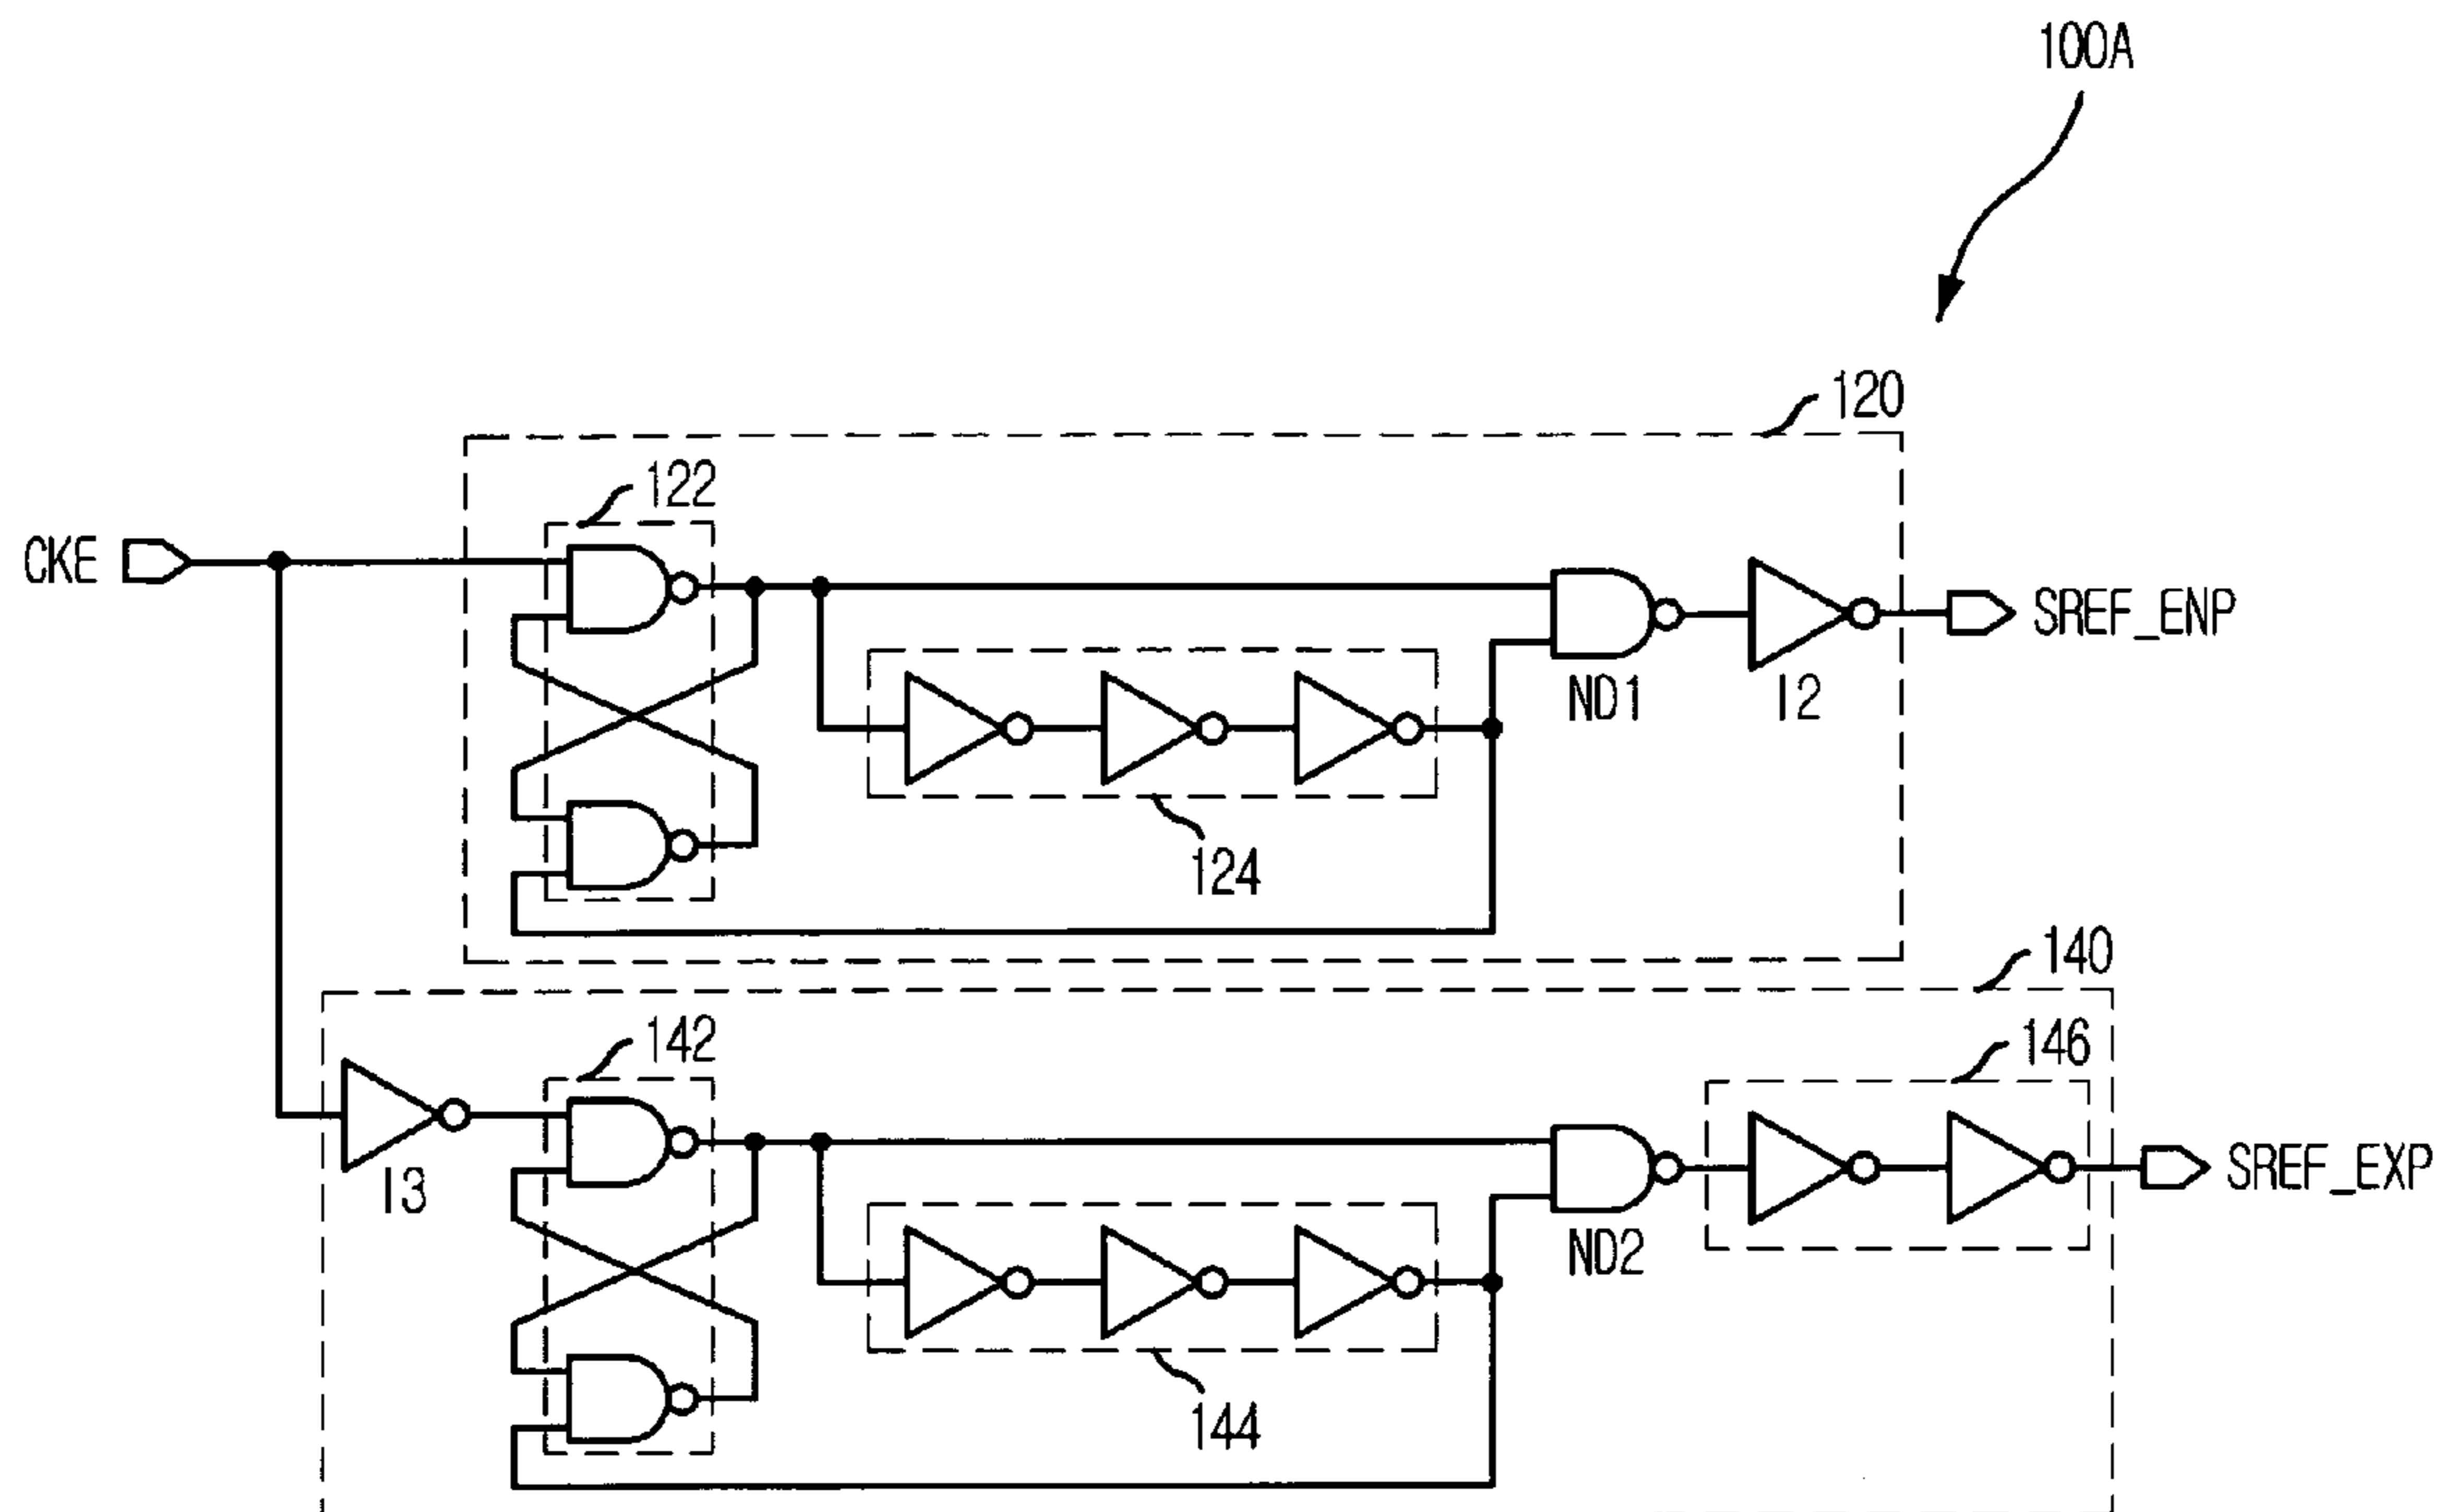 100A
120
122
CKE
SREF_ENP
ND1
I2
124
140
142
146
I3
SREF_EXP
ND2
144